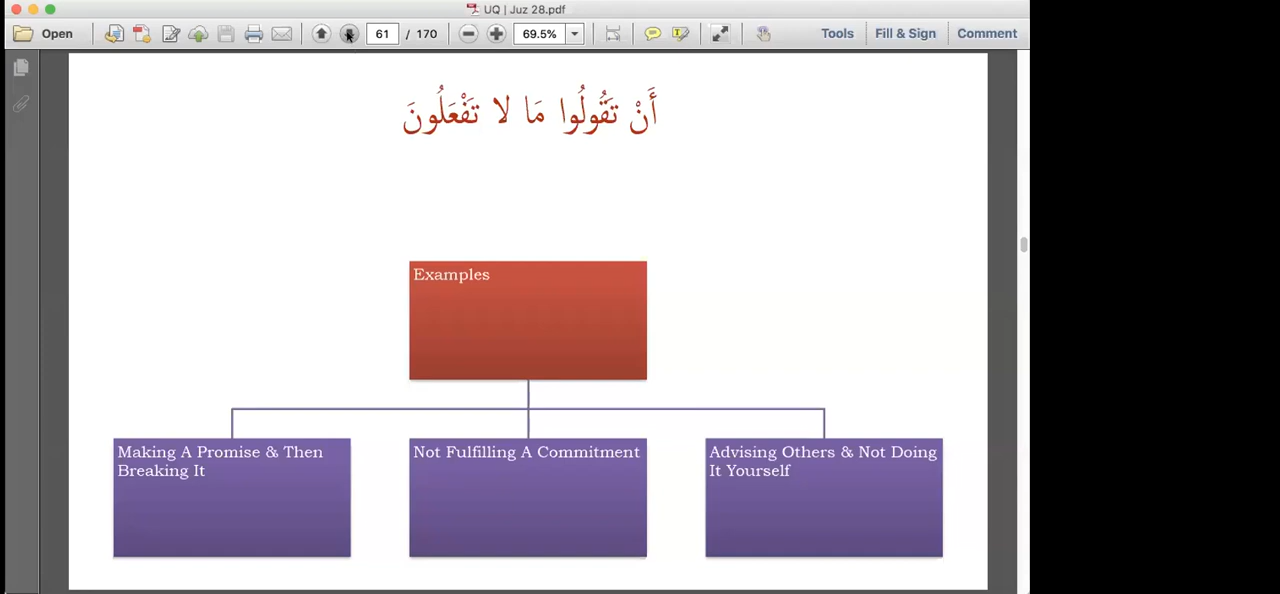 UQ | Juz 28.pdf
Open
61 / 170
69.5%
Tools
Fill & Sign
Comment
أَنْ تَقُولُوا مَا لا تَفْعَلُونَ
Examples
Making A Promise & Then
Breaking It
Not Fulfilling A Commitment
Advising Others & Not Doing
It Yourself